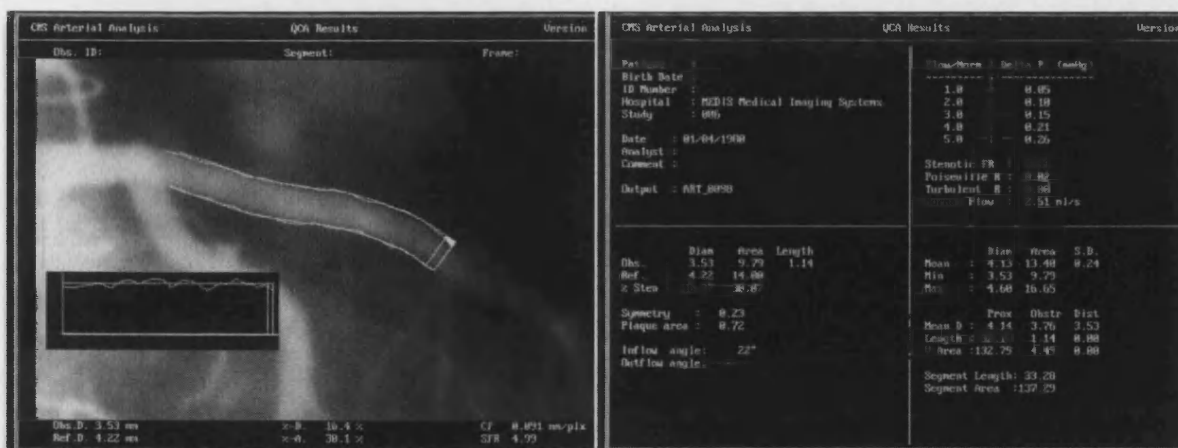 CMS Arterial Analysis QCA Results Version
Obs. ID: Segment: Frame:
Obs.D. 3.53 mm x-D. 16.4 % CF 0.091 mm/pix
Ref.D. 4.22 mm x-A. 30.1 % SFR 4.99
CMS Arterial Analysis QCA Results Version
Birth Date :
ID Number :
Hospital : MEDIS Medical Imaging Systems
Study : 006
Date : 01/04/1980
Analyst :
Comment :
Output : ART_0098
Flow/Norm Delta P (mmHg)
1.0 0.05
2.0 0.10
3.0 0.15
4.0 0.21
5.0 0.26
Stenotic FR :
Poiseuille R : 0.02
Turbulent R :
Flow : 2.51 ml/s
Diam Area Length
Obs. 3.53 9.79 1.14
Ref. 4.22 14.00
% Sten 30.07
Symmetry : 0.23
Plaque area : 0.72
Inflow angle: 22°
Outflow angle:
Diam Area S.D.
Mean : 4.13 13.40 0.24
Min : 3.53 9.79
Max : 4.60 16.65
Prox Obstr Dist
Mean D : 4.14 3.76 3.53
Length : 1.14 0.00
Area :132.79 4.45 0.00
Segment Length: 33.20
Segment Area :137.29